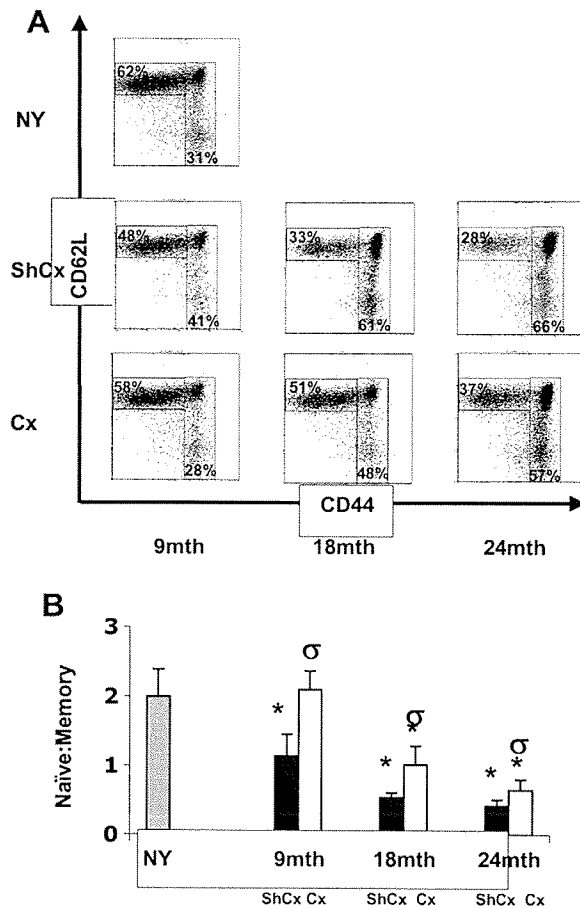 A
NY
62%
31%
CD62L
ShCx
48%
41%
33%
61%
28%
66%
Cx
58%
28%
51%
48%
37%
57%
CD44
9mth 18mth 24mth
B
Naïve:Memory
3
2
1
0
*
σ
*
σ
*
*
σ
*
NY 9mth 18mth 24mth
ShCx Cx ShCx Cx ShCx Cx